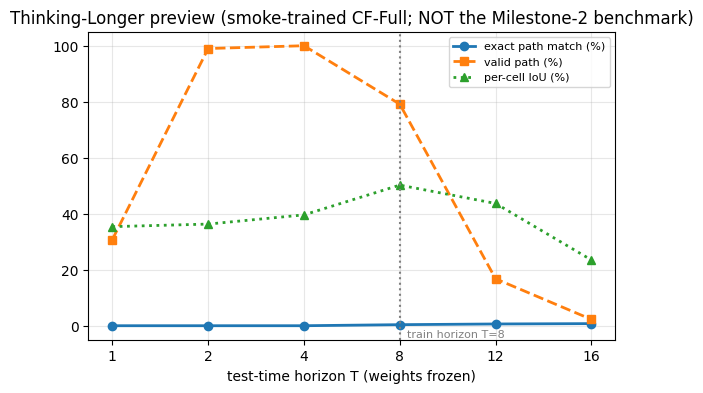 Thinking-Longer preview (smoke-trained CF-Full; NOT the Milestone-2 benchmark)
100
80
60
40
20
0
exact path match (%)
valid path (%)
per-cell IoU (%)
train horizon T=8
1 2 4 8 12 16
test-time horizon T (weights frozen)